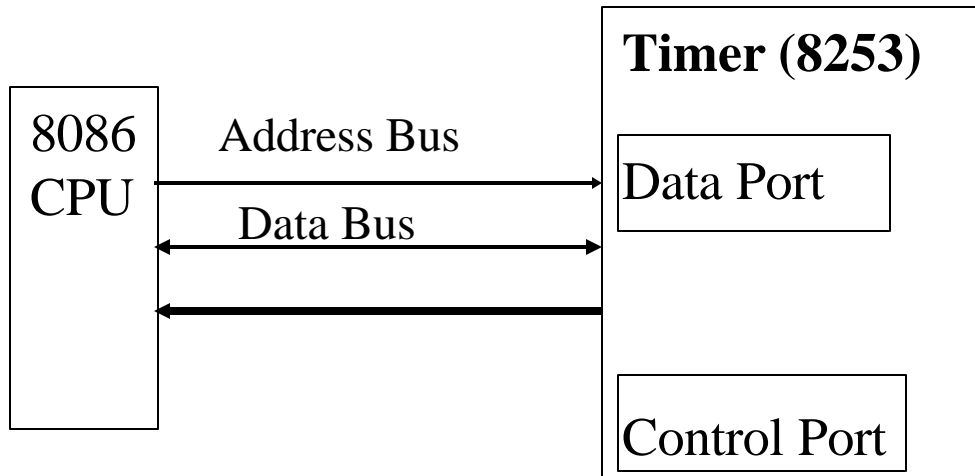 Timer (8253)
8086
CPU
Address Bus
Data Port
Data Bus
Control Port